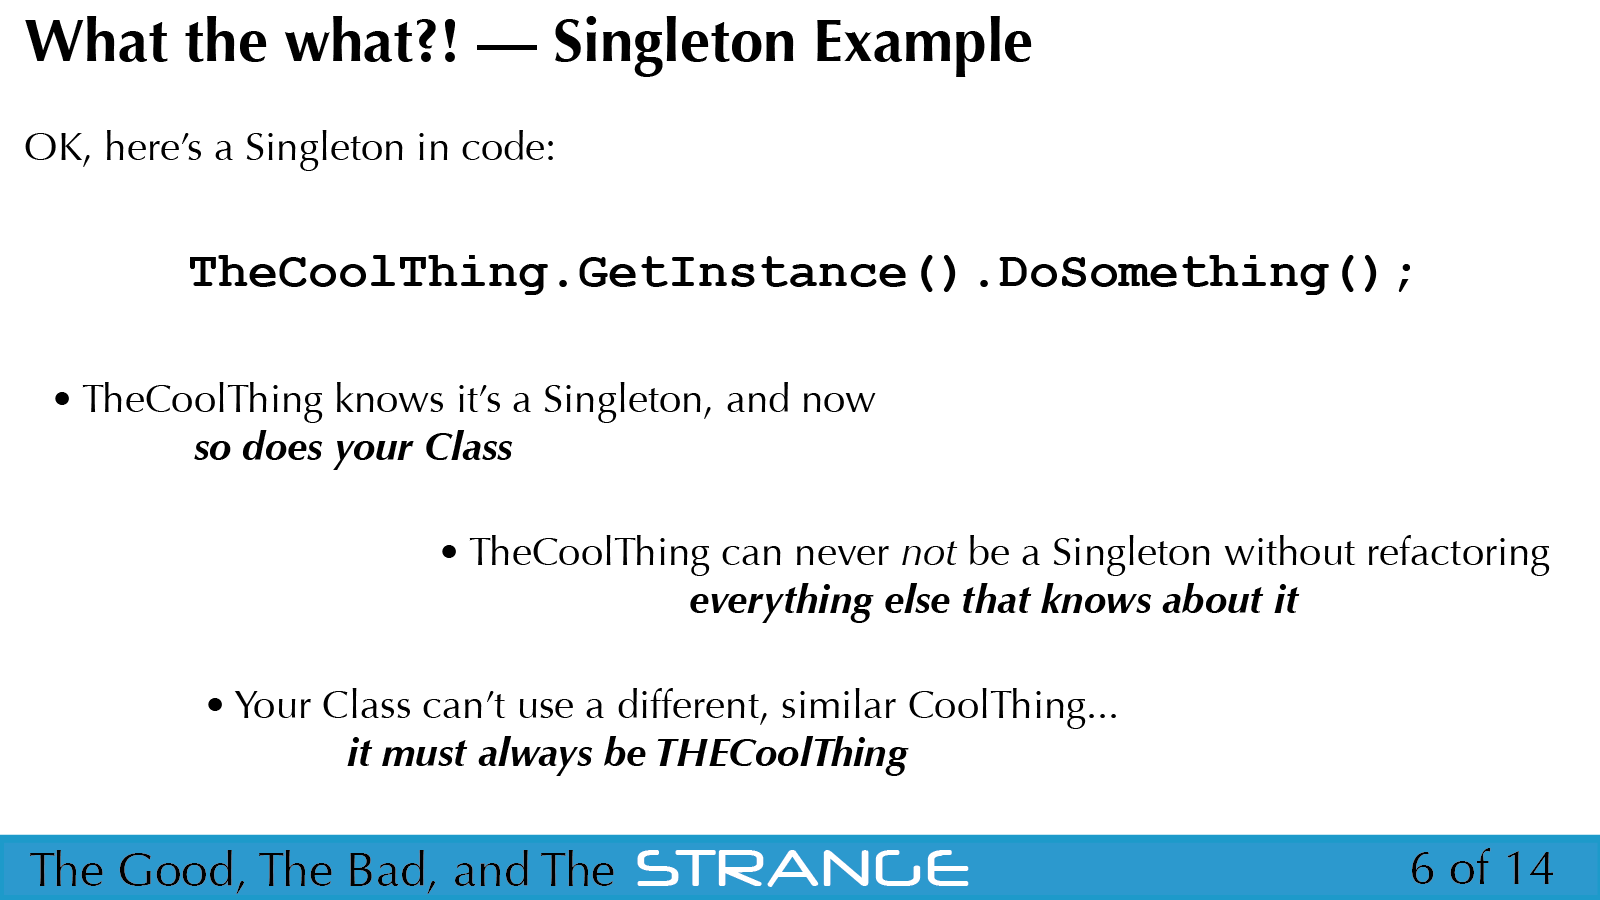 What the what?! — Singleton Example
OK, here’s a Singleton in code:
TheCoolThing.GetInstance().DoSomething();
• TheCoolThing knows it’s a Singleton, and now
so does your Class
• TheCoolThing can never not be a Singleton without refactoring
everything else that knows about it
• Your Class can’t use a different, similar CoolThing...
it must always be THECoolThing
The Good, The Bad, and The STRANGE
6 of 14